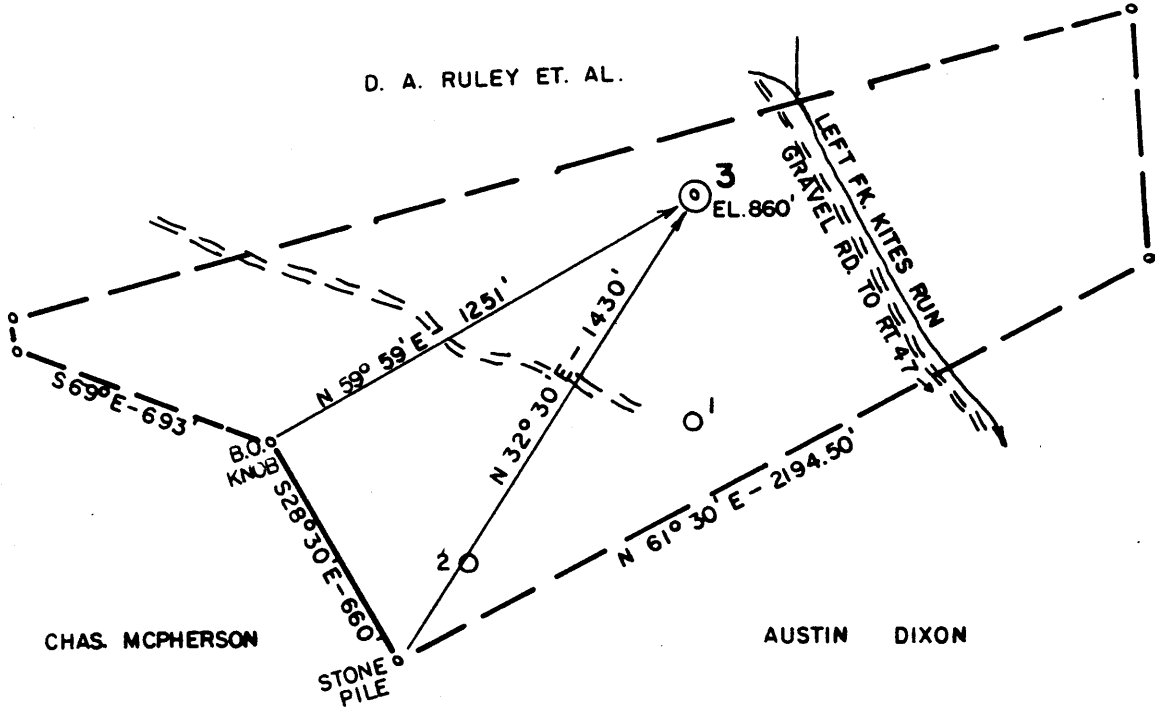 D. A. RULEY ET. AL.
LEFT FK. KITES RUN
GRAVEL RD. TO RT. 47
3
EL. 860'
N 59° 59' E - 1251'
N 32° 30' E - 1430'
S 69° E - 693'
B.O.
KNOB
1
S 28° 30' E - 660'
N 61° 30' E - 2194.50'
2
CHAS. MCPHERSON
AUSTIN DIXON
STONE
PILE